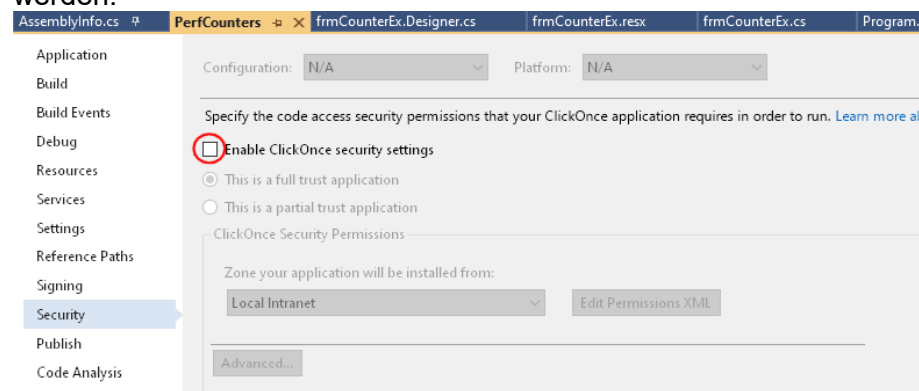 werden.
AssemblyInfo.cs PerfCounters frmCounterEx.Designer.cs frmCounterEx.resx frmCounterEx.cs Program.
Application
Configuration: N/A Platform: N/A
Build
Build Events
Specify the code access security permissions that your ClickOnce application requires in order to run. Learn more
Debug
Enable ClickOnce security settings
Resources
This is a full trust application
Services
This is a partial trust application
Settings
ClickOnce Security Permissions
Reference Paths
Zone your application will be installed from:
Signing
Local Intranet Edit Permissions XML
Security
Publish
Advanced...
Code Analysis